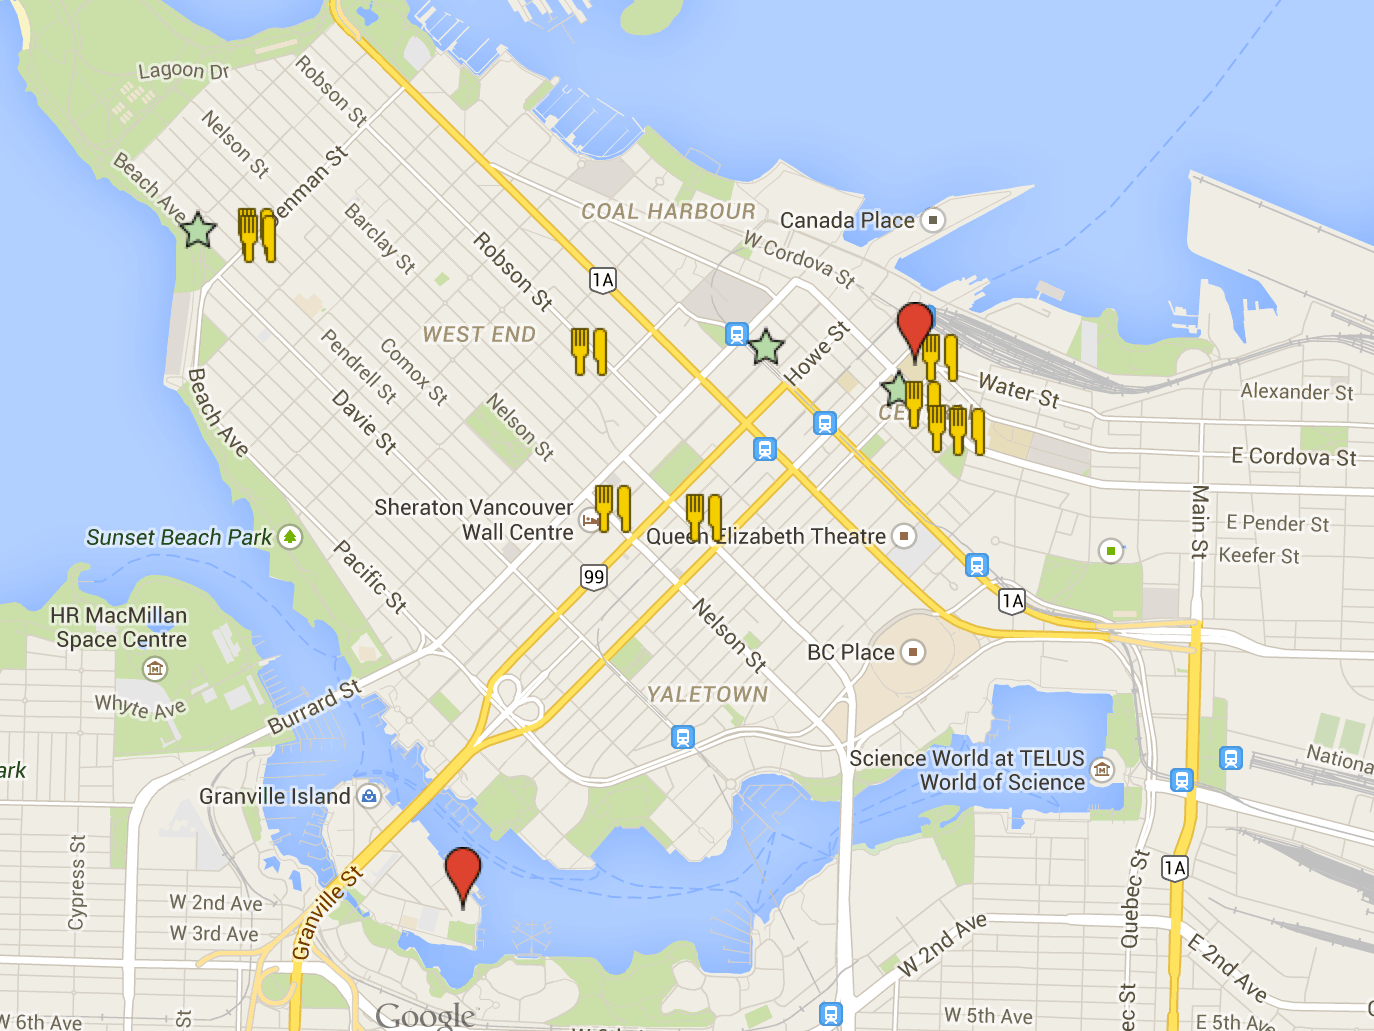 Lagoon Dr
Robson St
Nelson St
Beach Ave
Denman St
Barclay St
Robson St
COAL HARBOUR
Canada Place
W Cordova St
1A
WEST END
Howe St
Pendrell St
Comox St
Davie St
Nelson St
Beach Ave
Water St
Alexander St
E Cordova St
Main St
E Pender St
Keefer St
Sheraton Vancouver
Wall Centre
Queen Elizabeth Theatre
Sunset Beach Park
Pacific St
99
1A
HR MacMillan
Space Centre
Whyte Ave
Burrard St
Nelson St
BC Place
YALETOWN
Science World at TELUS
World of Science
National
ark
Granville Island
Cypress St
W 2nd Ave
W 3rd Ave
Granville St
1A
Quebec St
W 2nd Ave
E 2nd Ave
W 6th Ave
St
Google
W 5th Ave
ec St
E 5th Ave